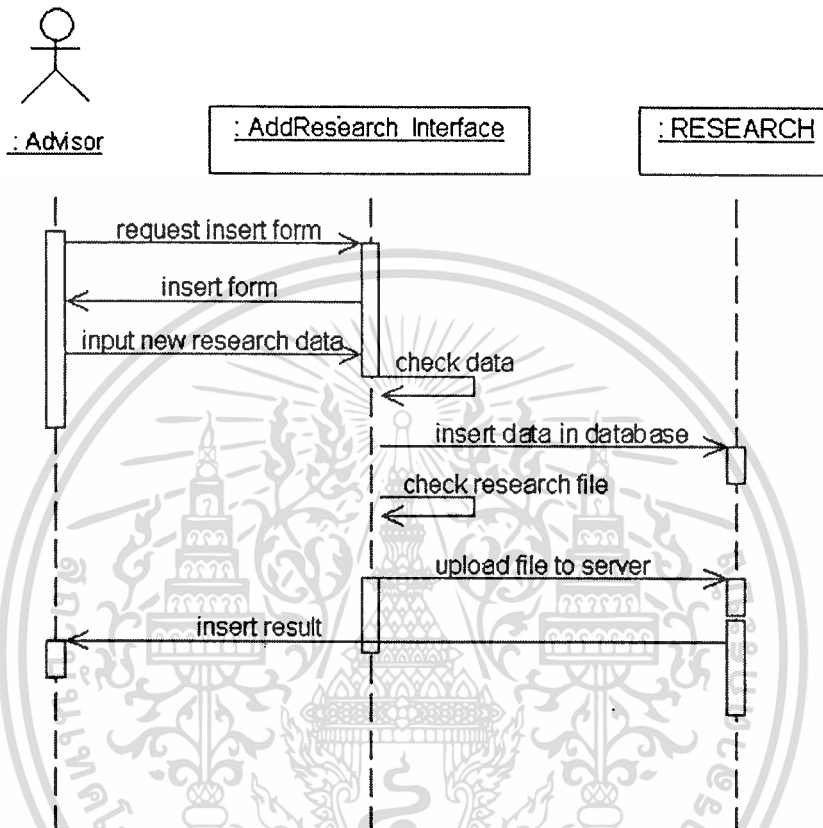 : Advisor
: AddResearch Interface
: RESEARCH
request insert form
insert form
input new research data
check data
insert data in database
check research file
upload file to server
insert result